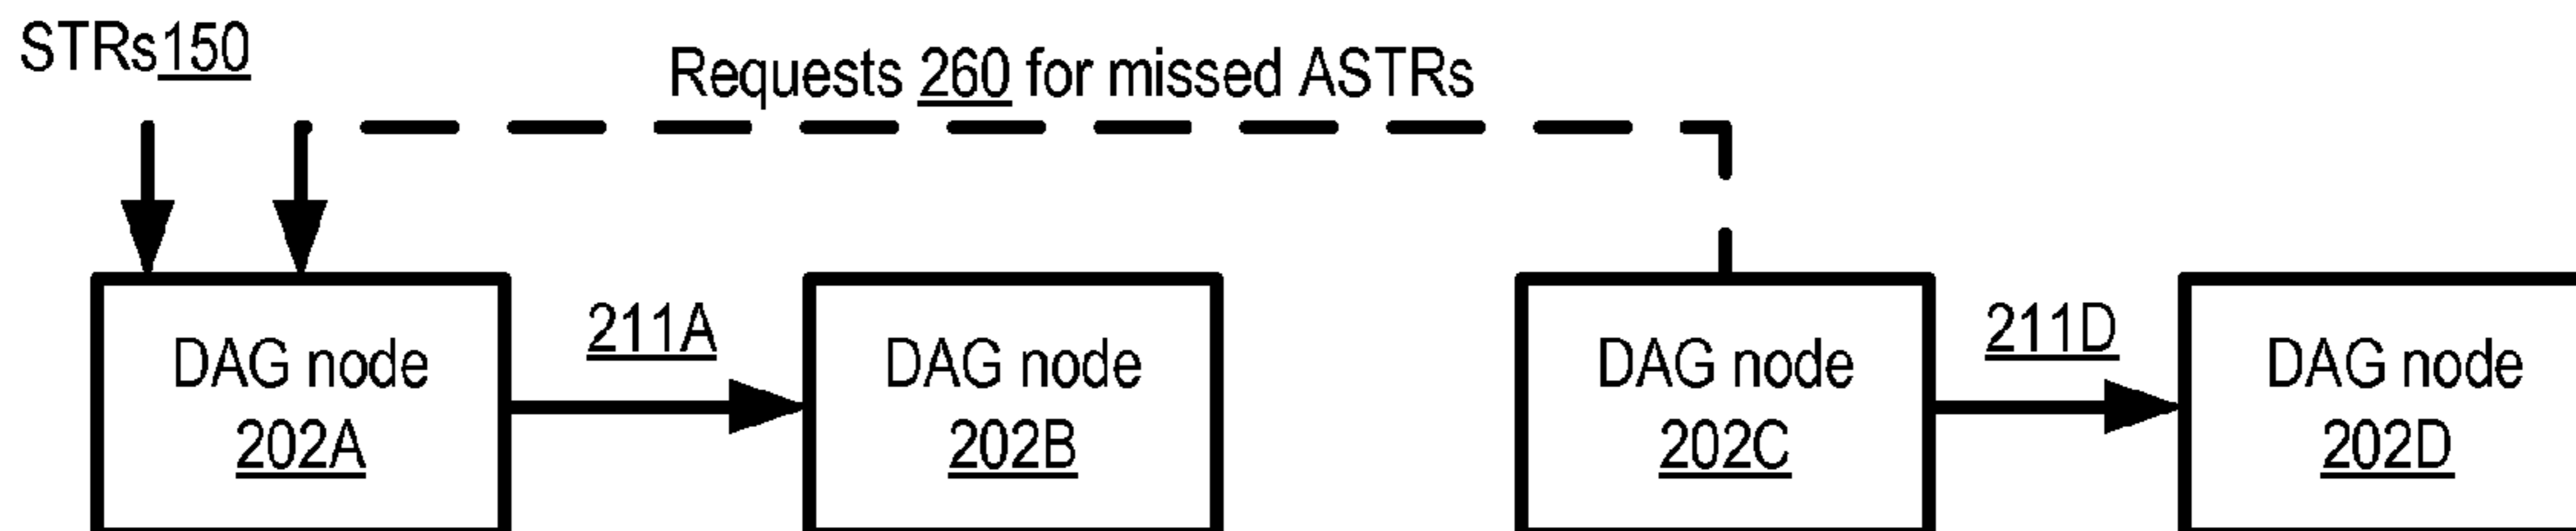 STRs150
Requests 260 for missed ASTRs
211A
211D
DAG node
202A
DAG node
202B
DAG node
202C
DAG node
202D